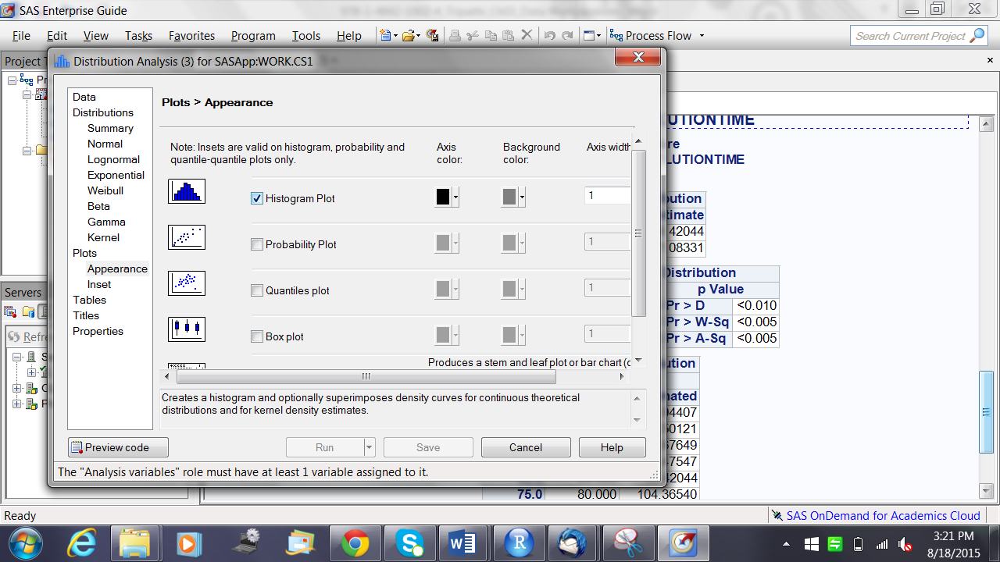 SAS Enterprise Guide
File Edit View Tasks Favorites Program Tools Help Process Flow Search Current Project
Project
Distribution Analysis (3) for SASApp:WORK.CS1
Data
Distributions
Summary
Normal
Lognormal
Exponential
Weibull
Beta
Gamma
Kernel
Plots
Appearance
Inset
Tables
Titles
Properties
Plots > Appearance
Note: Insets are valid on histogram, probability and
quantile-quantile plots only.
Axis
color:
Background
color:
Axis width
Histogram Plot 1
Probability Plot 1
Quantiles plot 1
Box plot 1
Produces a stem and leaf plot or bar chart (
Creates a histogram and optionally superimposes density curves for continuous theoretical
distributions and for kernel density estimates.
Preview code Run Save Cancel Help
The "Analysis variables" role must have at least 1 variable assigned to it.
Servers
Refre
UTIONTIME
re
LUTIONTIME
bution
timate
42044
08331
Distribution
p Value
Pr > D <0.010
Pr > W-Sq <0.005
Pr > A-Sq <0.005
ution
nated
04407
50121
67649
47547
42044
75.0 80.000 104.36540
Ready
SAS OnDemand for Academics Cloud
3:21 PM
8/18/2015